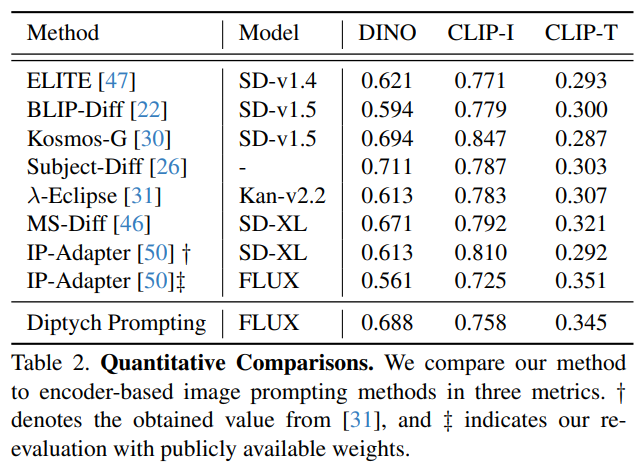 Method Model DINO CLIP-I CLIP-T
ELITE [47] SD-v1.4 0.621 0.771 0.293
BLIP-Diff [22] SD-v1.5 0.594 0.779 0.300
Kosmos-G [30] SD-v1.5 0.694 0.847 0.287
Subject-Diff [26] - 0.711 0.787 0.303
λ-Eclipse [31] Kan-v2.2 0.613 0.783 0.307
MS-Diff [46] SD-XL 0.671 0.792 0.321
IP-Adapter [50] † SD-XL 0.613 0.810 0.292
IP-Adapter [50]‡ FLUX 0.561 0.725 0.351
Diptych Prompting FLUX 0.688 0.758 0.345
Table 2. Quantitative Comparisons. We compare our method
to encoder-based image prompting methods in three metrics. †
denotes the obtained value from [31], and ‡ indicates our re-
evaluation with publicly available weights.